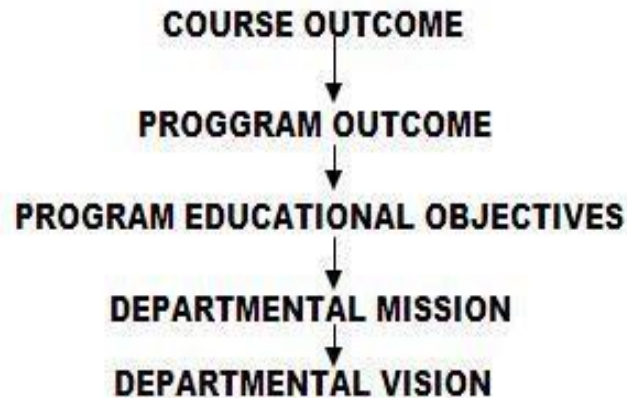 COURSE OUTCOME
PROGGRAM OUTCOME
PROGRAM EDUCATIONAL OBJECTIVES
DEPARTMENTAL MISSION
DEPARTMENTAL VISION